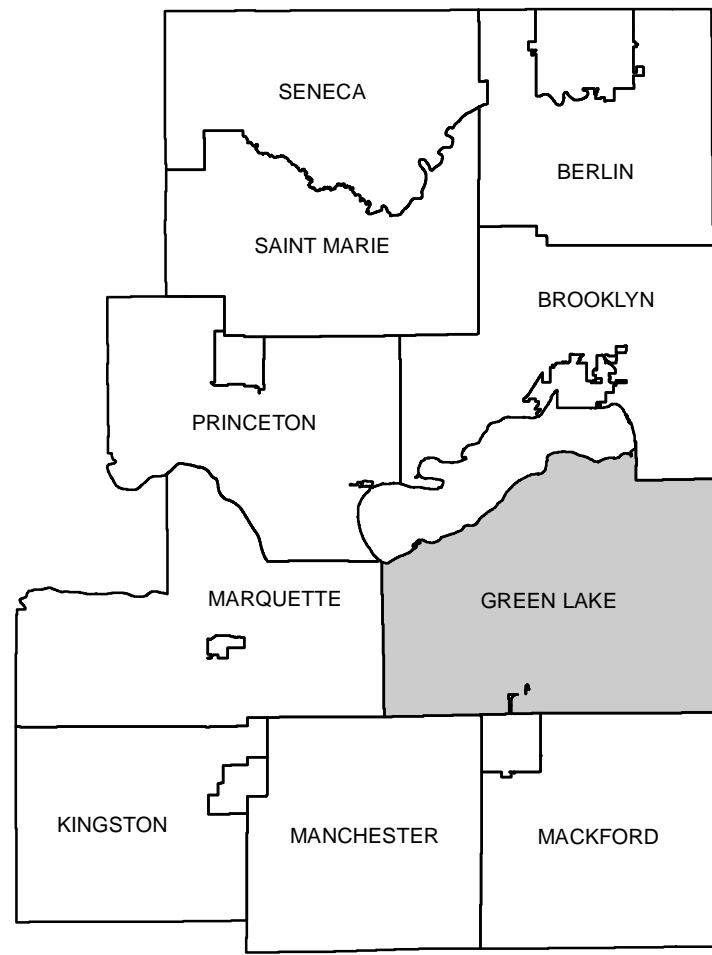 SENECA
BERLIN
SAINT MARIE
BROOKLYN
PRINCETON
MARQUETTE
GREEN LAKE
KINGSTON
MANCHESTER
MACKFORD